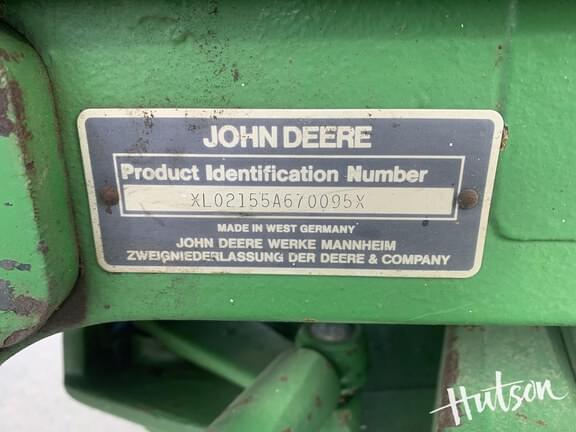 JOHN DEERE
Product Identification Number
XL02155A670095X
MADE IN WEST GERMANY
JOHN DEERE WERKE MANNHEIM
ZWEIGNIEDERLASSUNG DER DEERE & COMPANY
Hutson